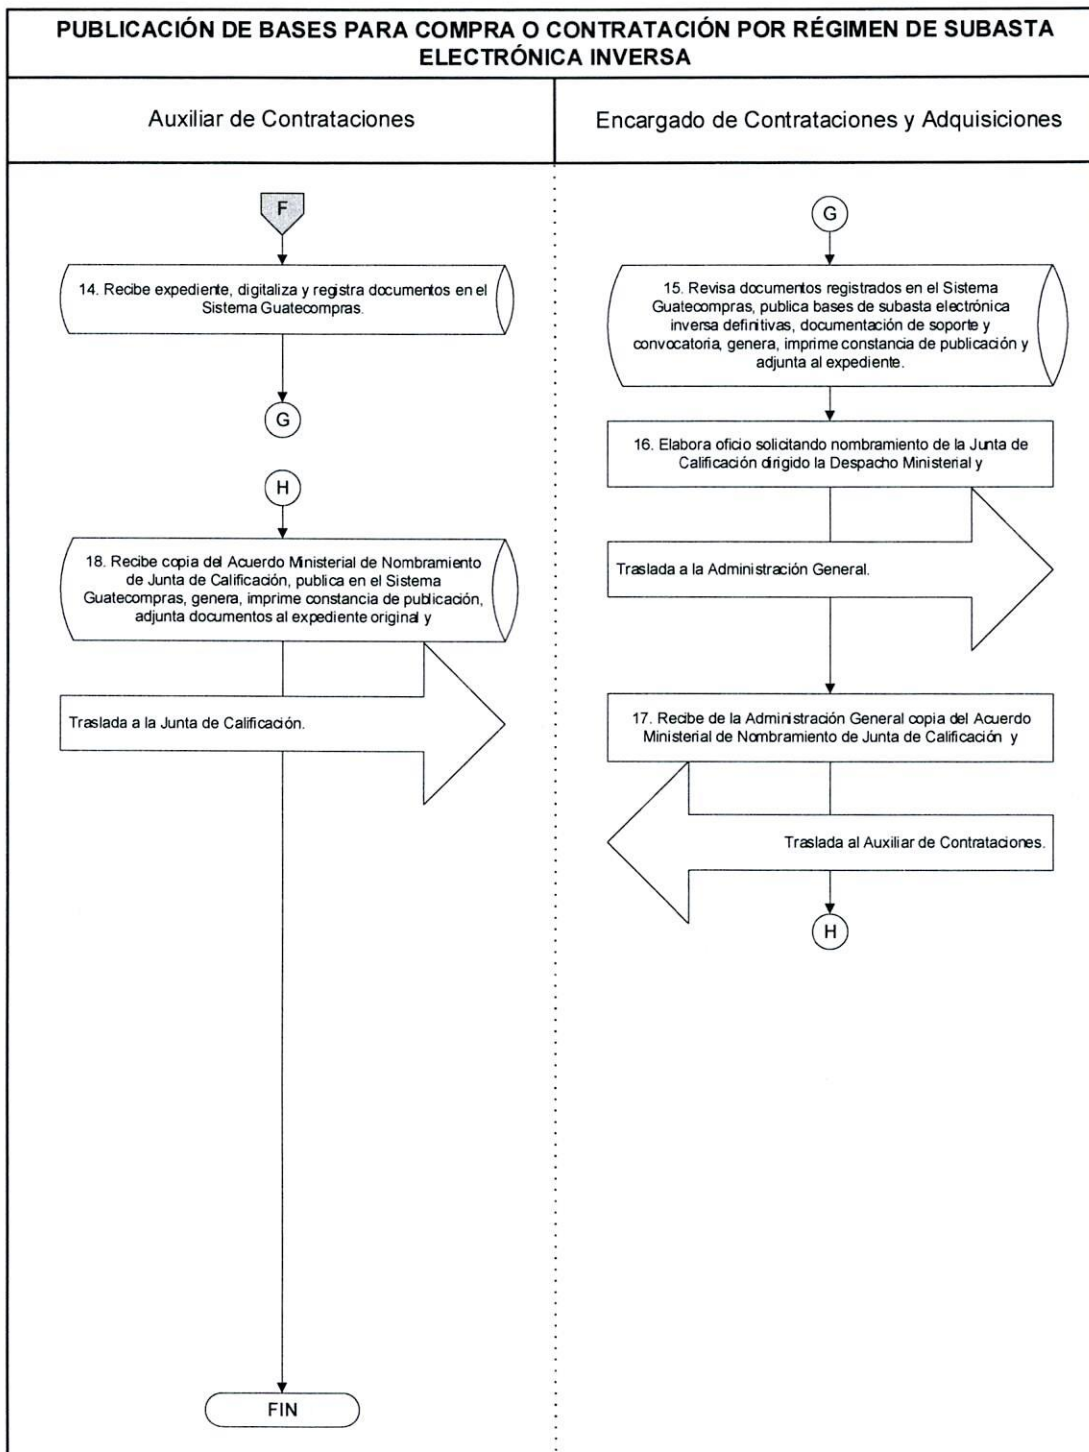 PUBLICACIÓN DE BASES PARA COMPRA O CONTRATACIÓN POR RÉGIMEN DE SUBASTA
ELECTRÓNICA INVERSA
Auxiliar de Contrataciones
Encargado de Contrataciones y Adquisiciones
F
14. Recibe expediente, digitaliza y registra documentos en el
Sistema Guatecompras.
G
H
18. Recibe copia del Acuerdo Ministerial de Nombramiento
de Junta de Calificación, publica en el Sistema
Guatecompras, genera, imprime constancia de publicación,
adjunta documentos al expediente original y
Traslada a la Junta de Calificación.
FIN
G
15. Revisa documentos registrados en el Sistema
Guatecompras, publica bases de subasta electrónica
inversa definitivas, documentación de soporte y
convocatoria, genera, imprime constancia de publicación y
adjunta al expediente.
16. Elabora oficio solicitando nombramiento de la Junta de
Calificación dirigido la Despacho Ministerial y
Traslada a la Administración General.
17. Recibe de la Administración General copia del Acuerdo
Ministerial de Nombramiento de Junta de Calificación y
Traslada al Auxiliar de Contrataciones.
H